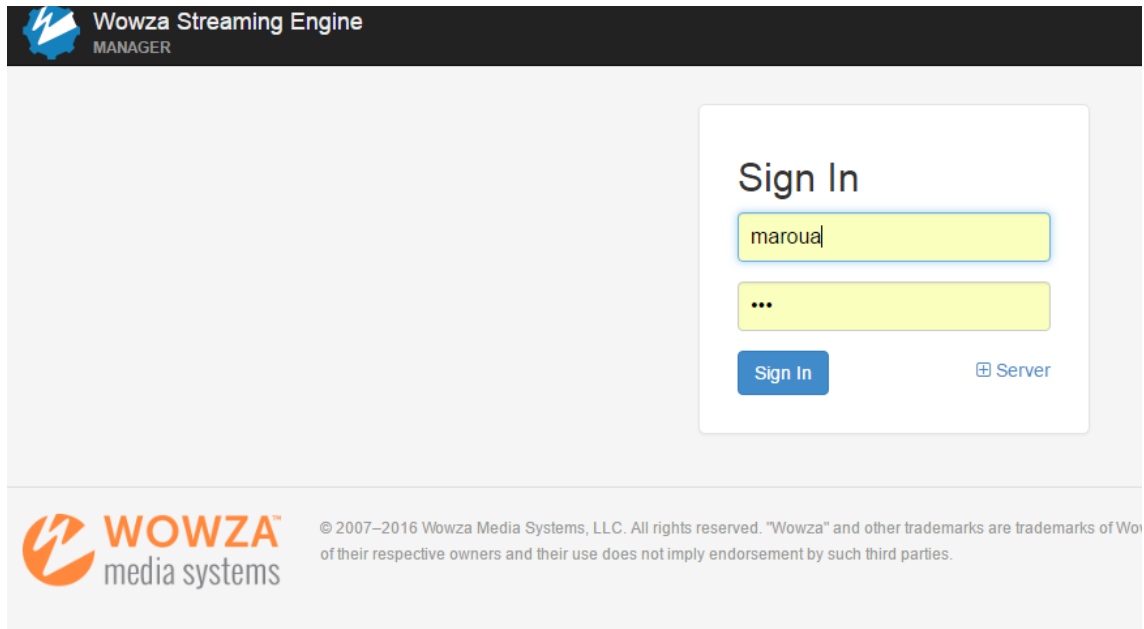 Wowza Streaming Engine
MANAGER
Sign In
maroua
•••
Sign In
Server
WOWZA™
media systems
© 2007–2016 Wowza Media Systems, LLC. All rights reserved. "Wowza" and other trademarks are trademarks of
of their respective owners and their use does not imply endorsement by such third parties.